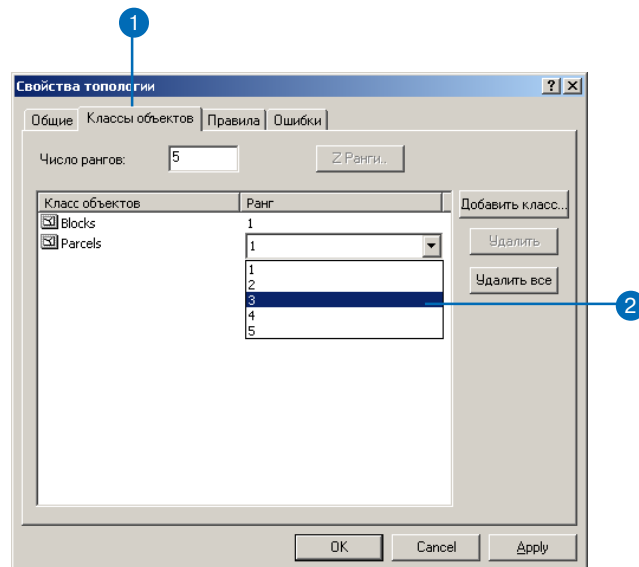 1
Свойства топологии
Общие Классы объектов Правила Ошибки
Число рангов: 5 Z Ранги..
Класс объектов Ранг Добавить класс...
Blocks 1
Parcels 1 Удалить
1
2 Удалить все
3 2
4
5
OK Cancel Apply